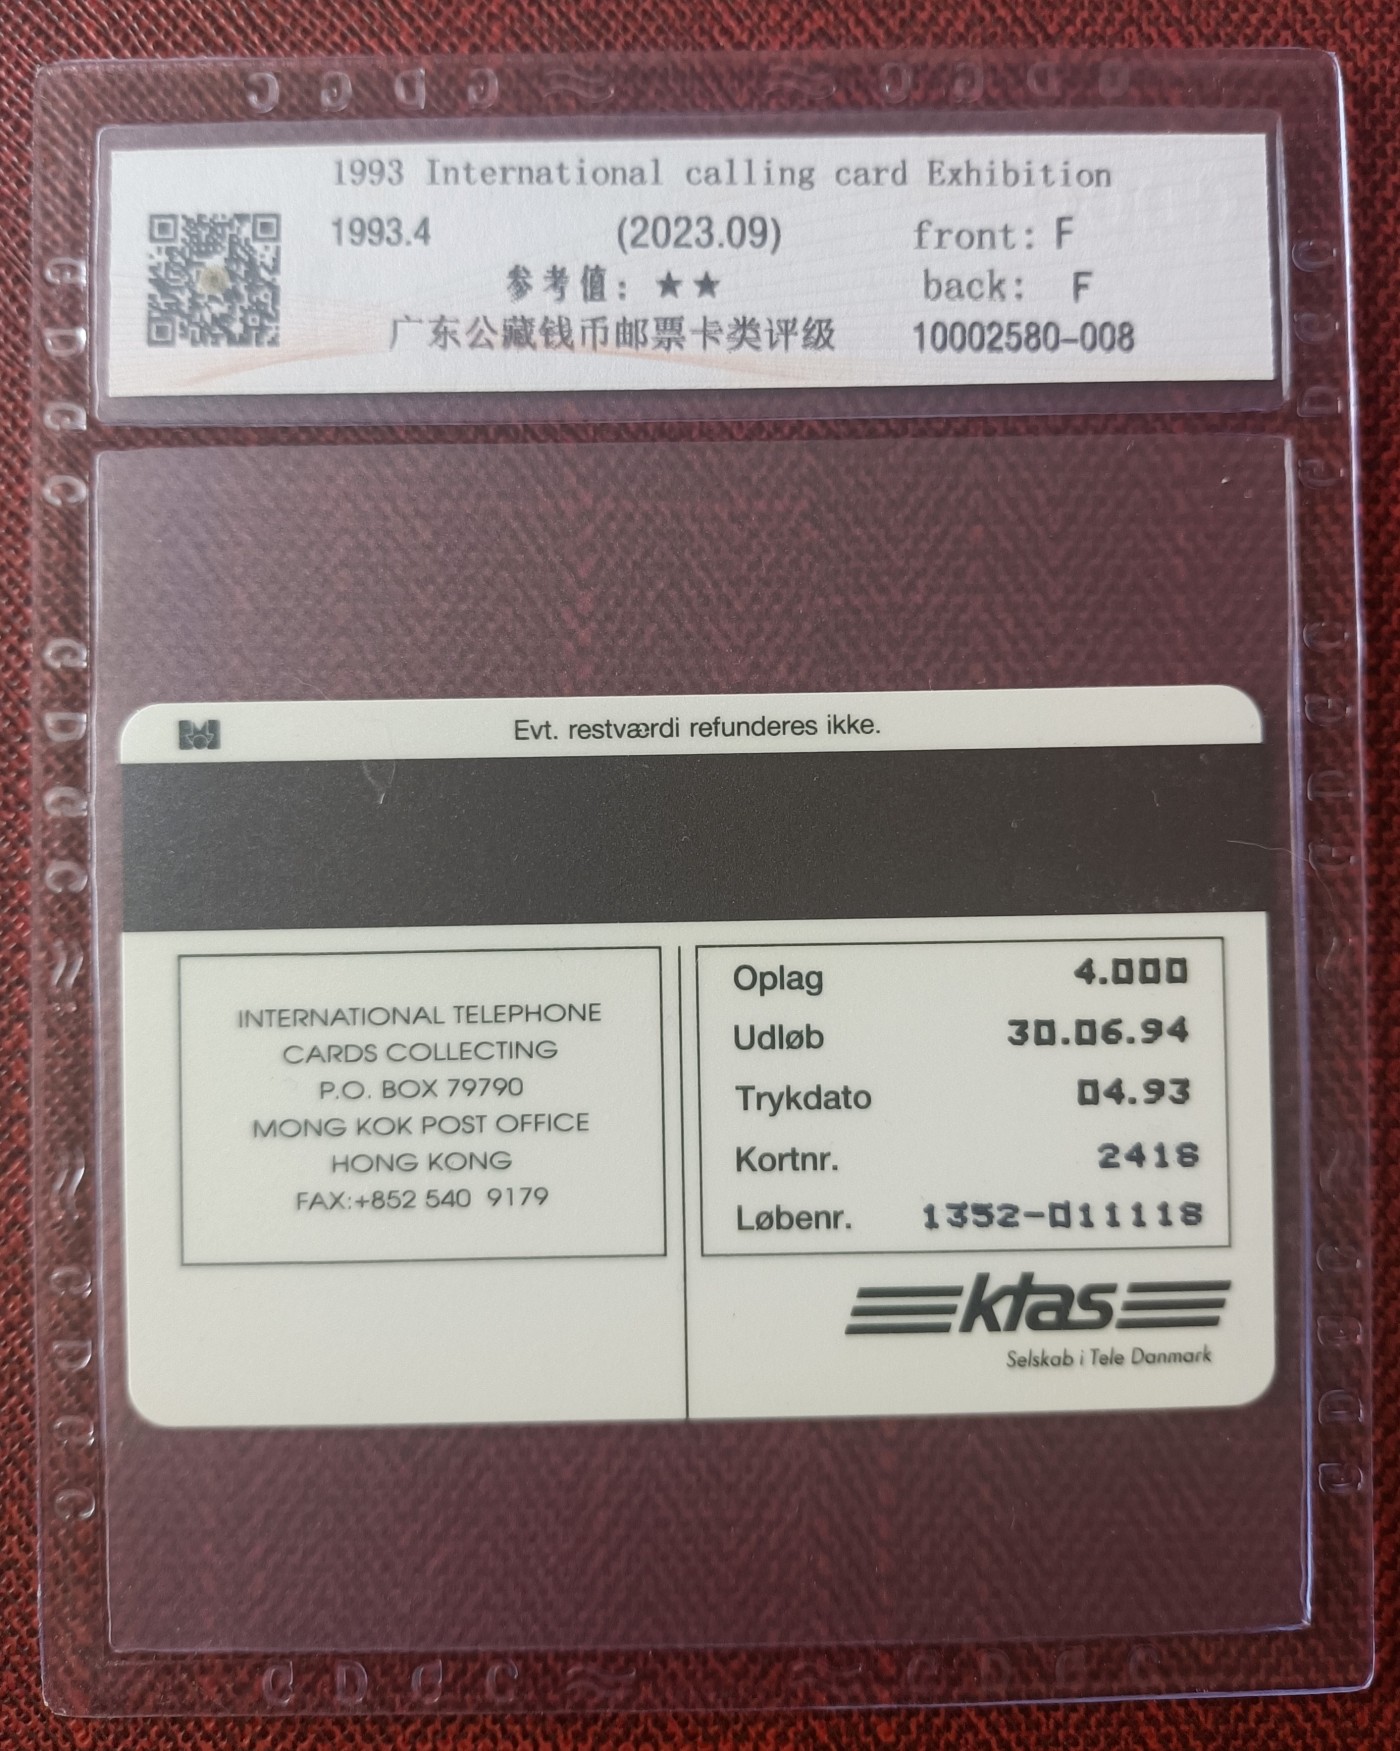 1993 International calling card Exhibition
1993.4 (2023.09) front: F
参考值：★★ back: F
广东公藏钱币邮票卡类评级 10002580-008
Evt. restværdi refunderes ikke.
INTERNATIONAL TELEPHONE
CARDS COLLECTING
P.O. BOX 79790
MONG KOK POST OFFICE
HONG KONG
FAX:+852 540 9179
Oplag 4.000
Udløb 30.06.94
Trykdato 04.93
Kortnr. 2418
Løbenr. 1352-011118
ktas
Selskab i Tele Danmark